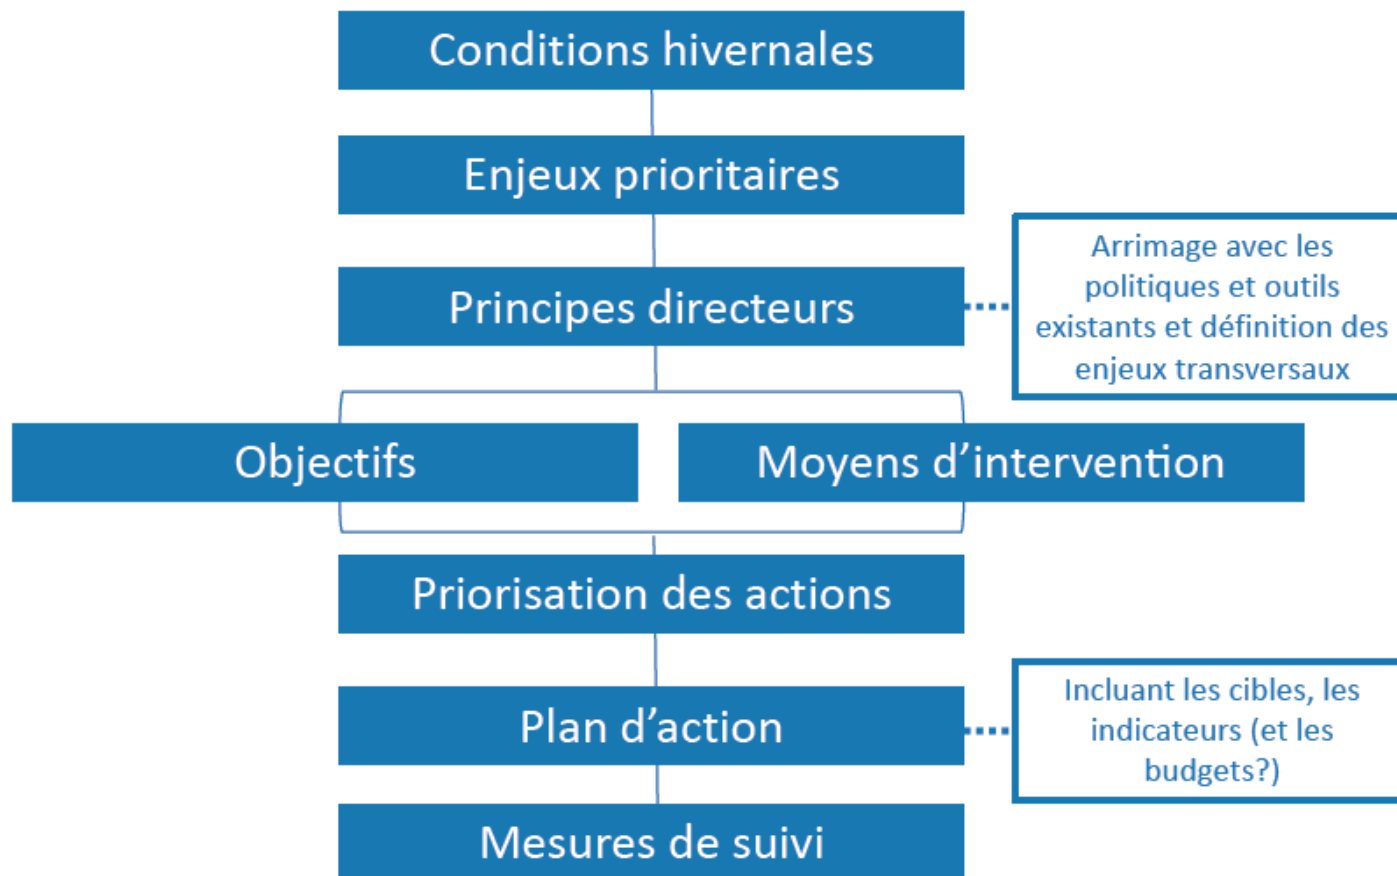 Conditions hivernales
Enjeux prioritaires
Principes directeurs
Arrimage avec les
politiques et outils
existants et définition des
enjeux transversaux
Objectifs
Moyens d’intervention
Priorisation des actions
Plan d’action
Incluant les cibles, les
indicateurs (et les
budgets?)
Mesures de suivi